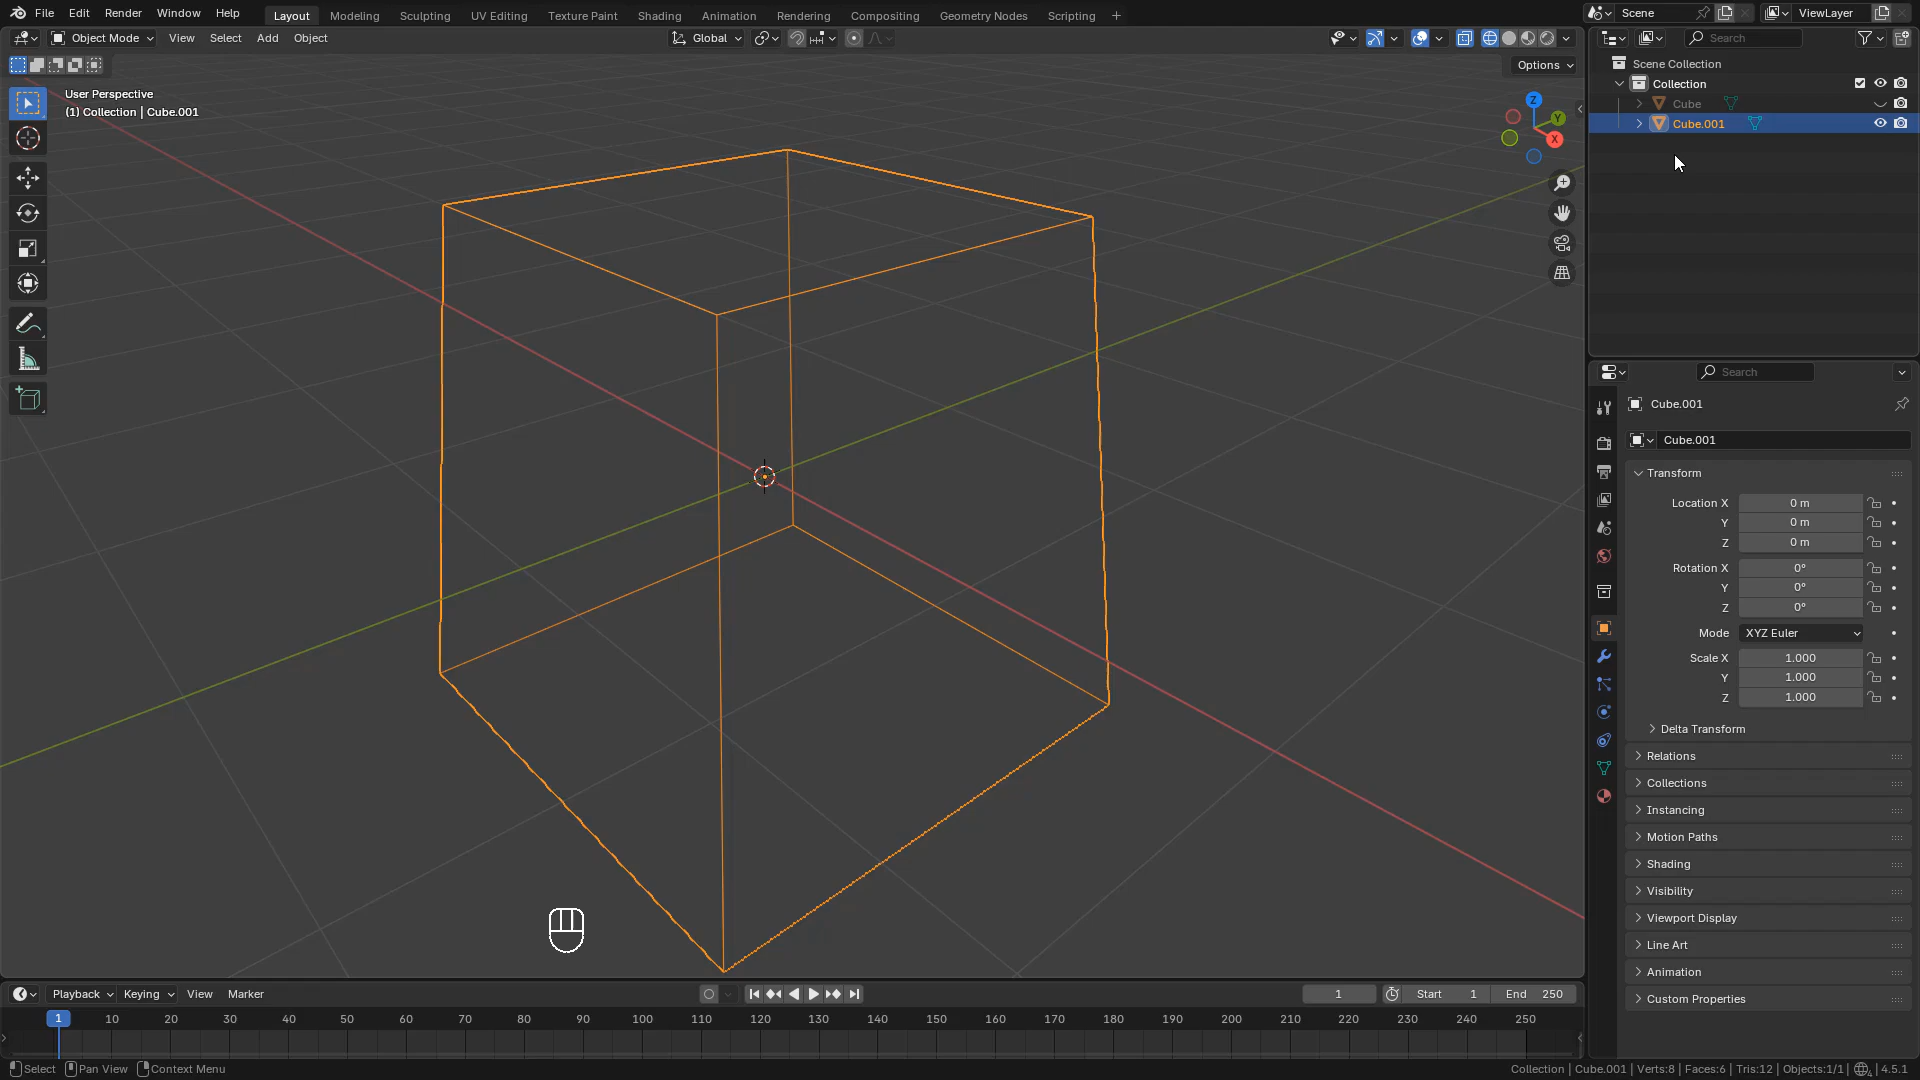 File Edit Render Window Help
Layout Modeling Sculpting UV Editing Texture Paint Shading Animation Rendering Compositing Geometry Nodes Scripting +
Scene
ViewLayer
Object Mode View Select Add Object
Global
Search
Options
User Perspective
(1) Collection | Cube.001
Z
Y
X
Scene Collection
Collection
Cube
Cube.001
Search
Cube.001
Cube.001
Transform
Location X 0 m
Y 0 m
Z 0 m
Rotation X 0°
Y 0°
Z 0°
Mode XYZ Euler
Scale X 1.000
Y 1.000
Z 1.000
Delta Transform
Relations
Collections
Instancing
Motion Paths
Shading
Visibility
Viewport Display
Line Art
Animation
Custom Properties
Playback Keying View Marker
1 Start 1 End 250
1 10 20 30 40 50 60 70 80 90 100 110 120 130 140 150 160 170 180 190 200 210 220 230 240 250
Select Pan View Context Menu
Collection | Cube.001 | Verts:8 | Faces:6 | Tris:12 | Objects:1/1 | 4.5.1